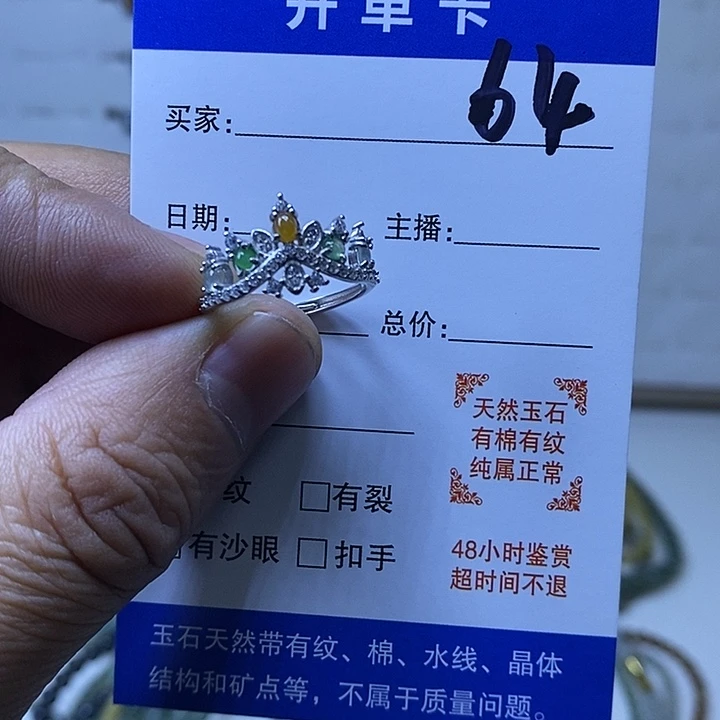 开单卡
64
买家:
日期:
主播:
总价:
天然玉石
有棉有纹
纯属正常
纹 □有裂
有沙眼 □扣手
48小时鉴赏
超时间不退
玉石天然带有纹、棉、水线、晶体
结构和矿点等，不属于质量问题。